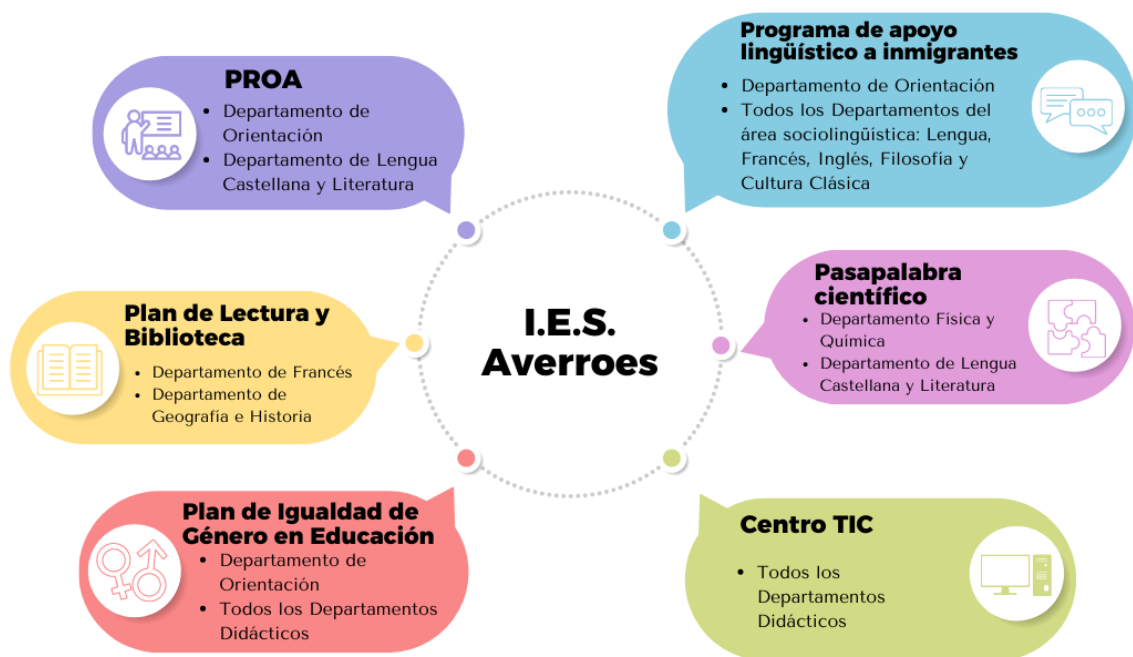 PROA
• Departamento de
Orientación
• Departamento de Lengua
Castellana y Literatura
Programa de apoyo
lingüístico a inmigrantes
• Departamento de Orientación
• Todos los Departamentos del
área sociolingüística: Lengua,
Francés, Inglés, Filosofía y
Cultura Clásica
Plan de Lectura y
Biblioteca
• Departamento de Francés
• Departamento de
Geografía e Historia
I.E.S.
Averroes
Pasapalabra
científico
• Departamento Física y
Química
• Departamento de Lengua
Castellana y Literatura
Plan de Igualdad de
Género en Educación
• Departamento de
Orientación
• Todos los Departamentos
Didácticos
Centro TIC
• Todos los
Departamentos
Didácticos